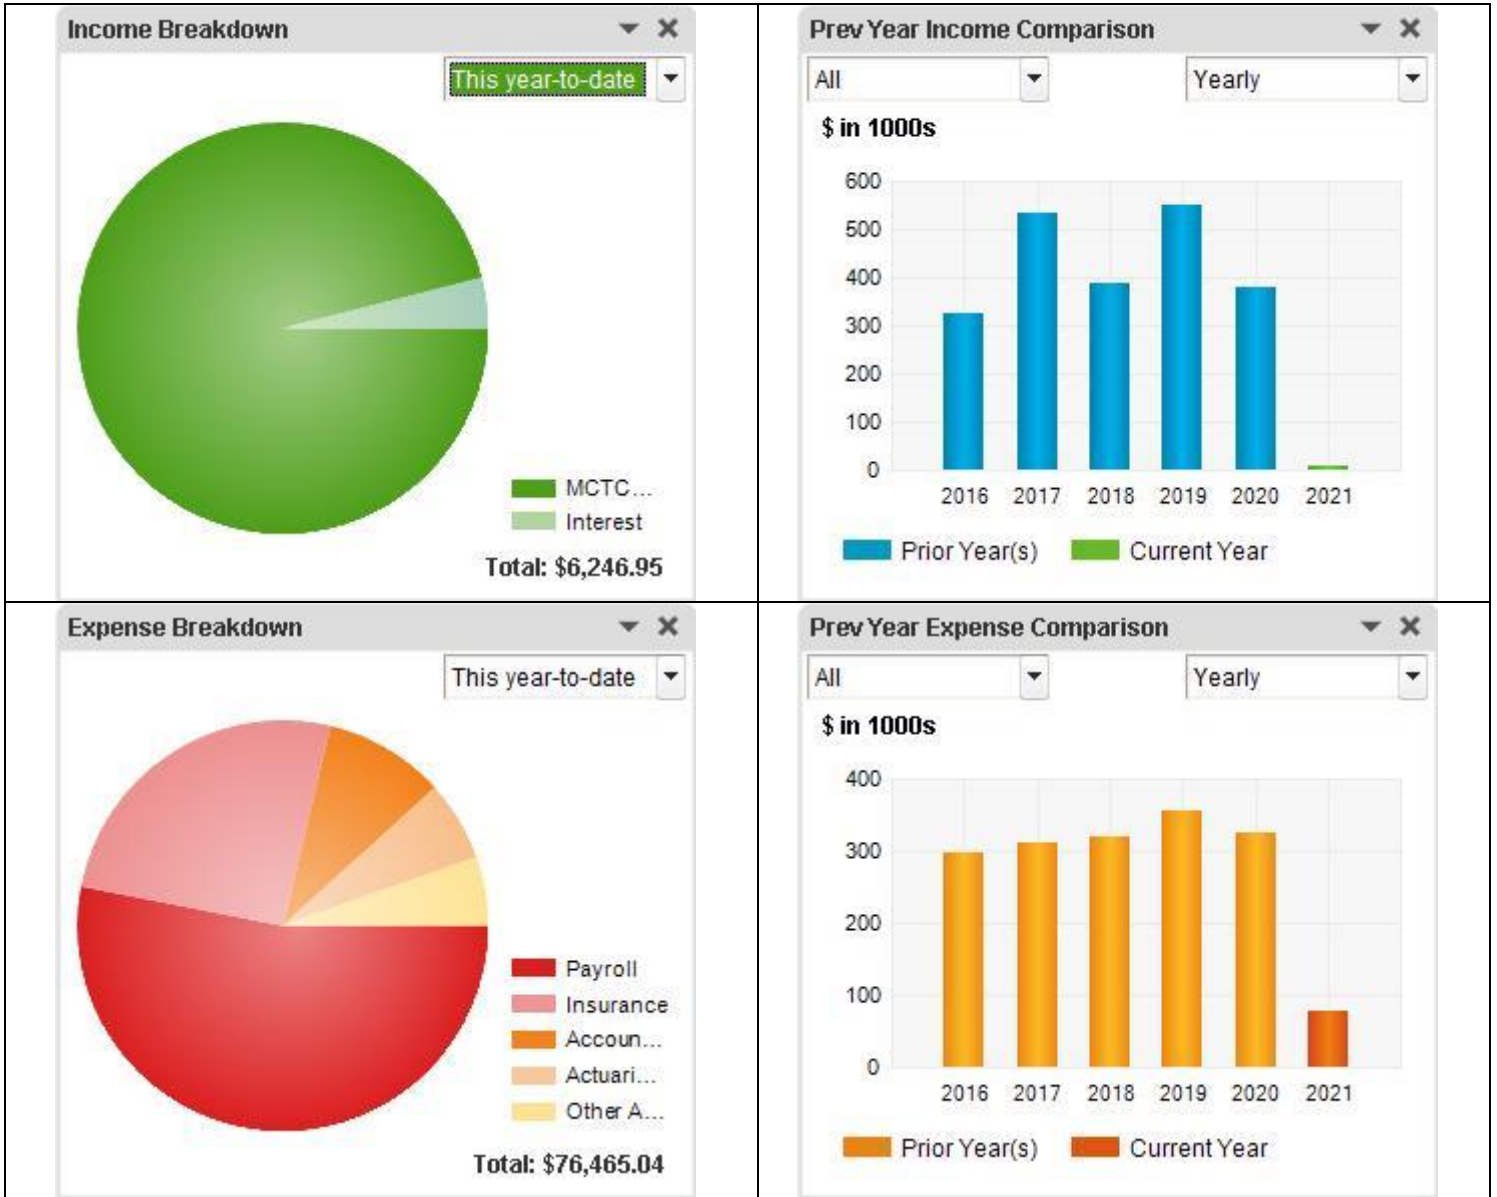 Income Breakdown
This year-to-date
MCTC...
Interest
Total: $6,246.95
Prev Year Income Comparison
All Yearly
$ in 1000s
600
500
400
300
200
100
0
2016 2017 2018 2019 2020 2021
Prior Year(s) Current Year
Expense Breakdown
This year-to-date
Payroll
Insurance
Accoun...
Actuari...
Other A...
Total: $76,465.04
Prev Year Expense Comparison
All Yearly
$ in 1000s
400
300
200
100
0
2016 2017 2018 2019 2020 2021
Prior Year(s) Current Year